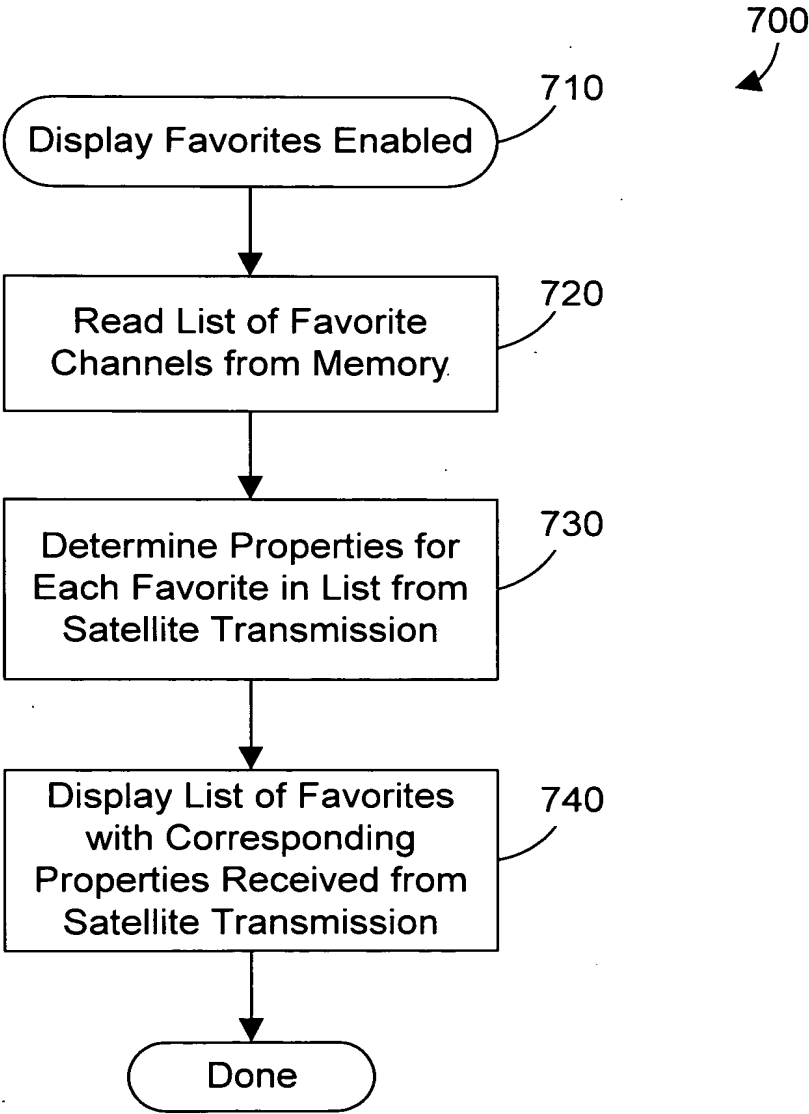 700
710
Display Favorites Enabled
720
Read List of Favorite
Channels from Memory
730
Determine Properties for
Each Favorite in List from
Satellite Transmission
740
Display List of Favorites
with Corresponding
Properties Received from
Satellite Transmission
Done